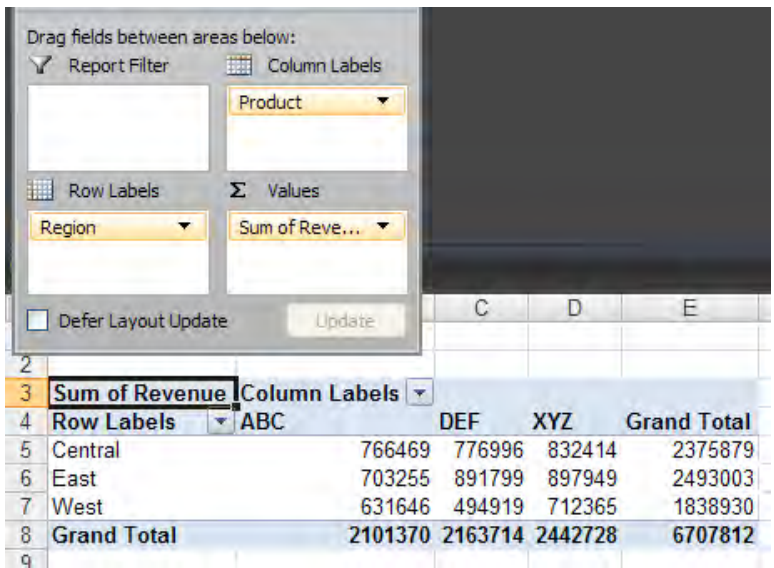 Drag fields between areas below:
Report Filter Column Labels
Product
Row Labels Σ Values
Region Sum of Reve...
Defer Layout Update Update
C D E
2
3 Sum of Revenue Column Labels
4 Row Labels ABC DEF XYZ Grand Total
5 Central 766469 776996 832414 2375879
6 East 703255 891799 897949 2493003
7 West 631646 494919 712365 1838930
8 Grand Total 2101370 2163714 2442728 6707812
9